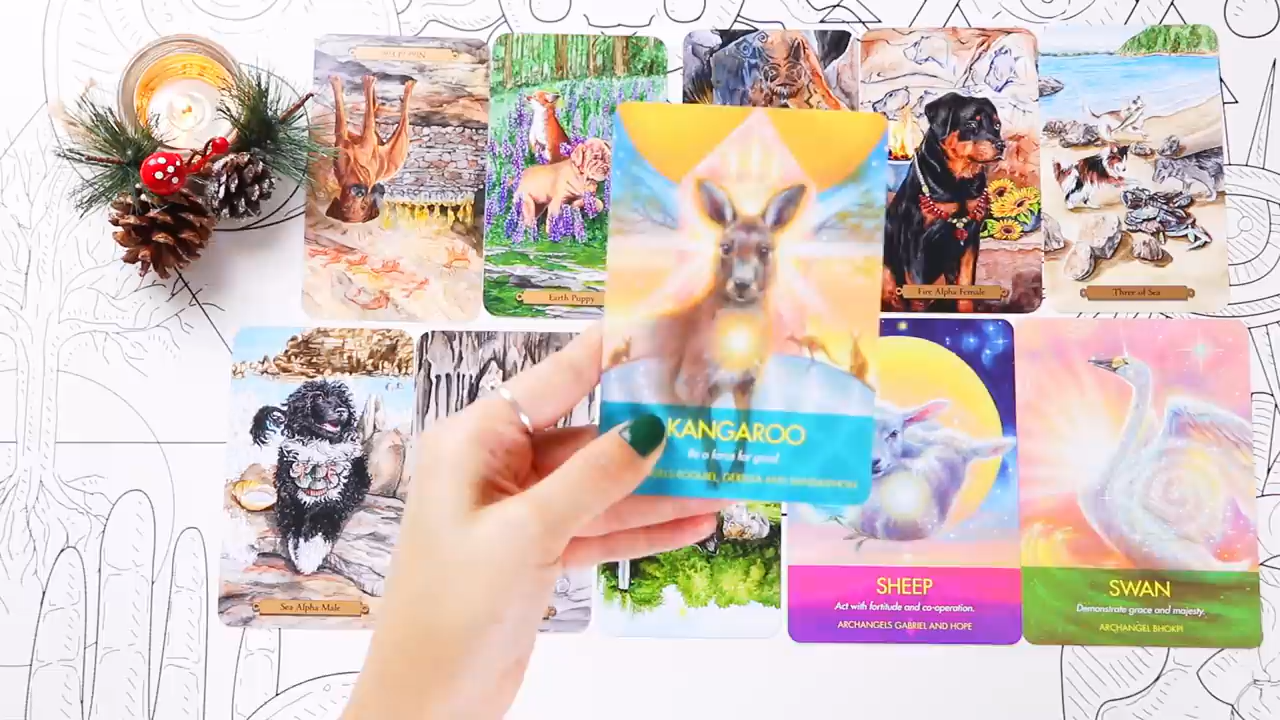 Earth Puppy
Fire Alpha Female
Three of Sea
KANGAROO
Be a force for good
AND
Sea Alpha Male
SHEEP
Act with fortitude and co-operation.
ARCHANGELS GABRIEL AND HOPE
SWAN
Demonstrate grace and majesty.
ARCHANGEL BHOKPI